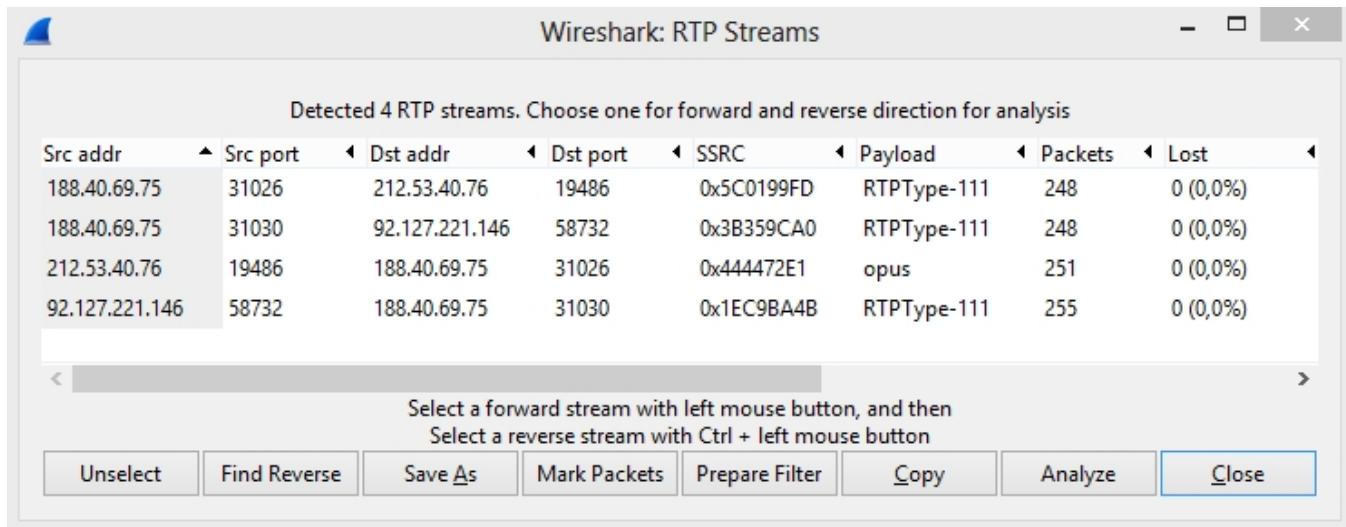 Wireshark: RTP Streams
Detected 4 RTP streams. Choose one for forward and reverse direction for analysis
Src addr Src port Dst addr Dst port SSRC Payload Packets Lost
188.40.69.75 31026 212.53.40.76 19486 0x5C0199FD RTPType-111 248 0 (0,0%)
188.40.69.75 31030 92.127.221.146 58732 0x3B359CA0 RTPType-111 248 0 (0,0%)
212.53.40.76 19486 188.40.69.75 31026 0x444472E1 opus 251 0 (0,0%)
92.127.221.146 58732 188.40.69.75 31030 0x1EC9BA4B RTPType-111 255 0 (0,0%)
Select a forward stream with left mouse button, and then
Select a reverse stream with Ctrl + left mouse button
Unselect Find Reverse Save As Mark Packets Prepare Filter Copy Analyze Close